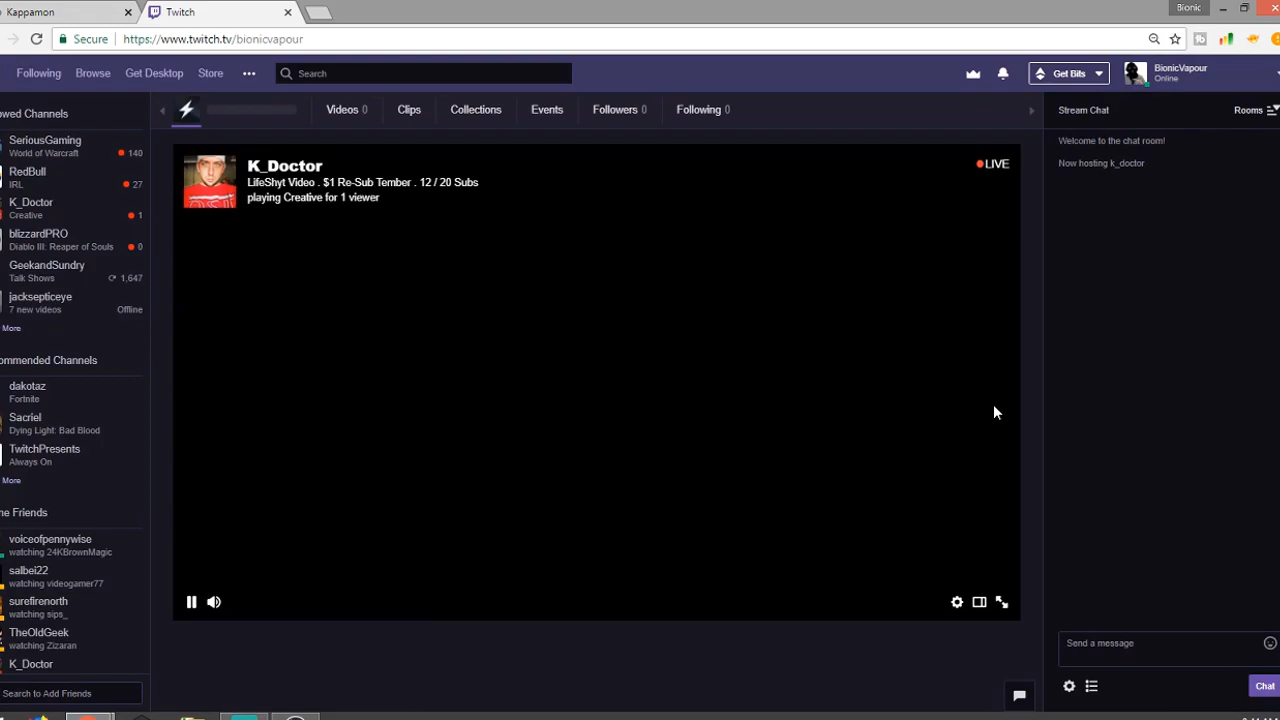 Kappamon
Twitch
Bionic
Secure
https://www.twitch.tv/bionicvapour
Following
Browse
Get Desktop
Store
Search
Get Bits
BionicVapour
Online
owed Channels
SeriousGaming
World of Warcraft
140
RedBull
IRL
27
K_Doctor
Creative
1
blizzardPRO
Diablo III: Reaper of Souls
0
GeekandSundry
Talk Shows
1,647
jacksepticeye
7 new videos
Offline
More
ommended Channels
dakotaz
Fortnite
Sacriel
Dying Light: Bad Blood
TwitchPresents
Always On
More
ne Friends
voiceofpennywise
watching 24KBrownMagic
salbei22
watching videogamer77
surefirenorth
watching sips_
TheOldGeek
watching Zizaran
K_Doctor
Search to Add Friends
Videos 0
Clips
Collections
Events
Followers 0
Following 0
K_Doctor
LifeShyt Video . $1 Re-Sub Tember . 12 / 20 Subs
playing Creative for 1 viewer
LIVE
Stream Chat
Rooms
Welcome to the chat room!
Now hosting k_doctor
Send a message
Chat